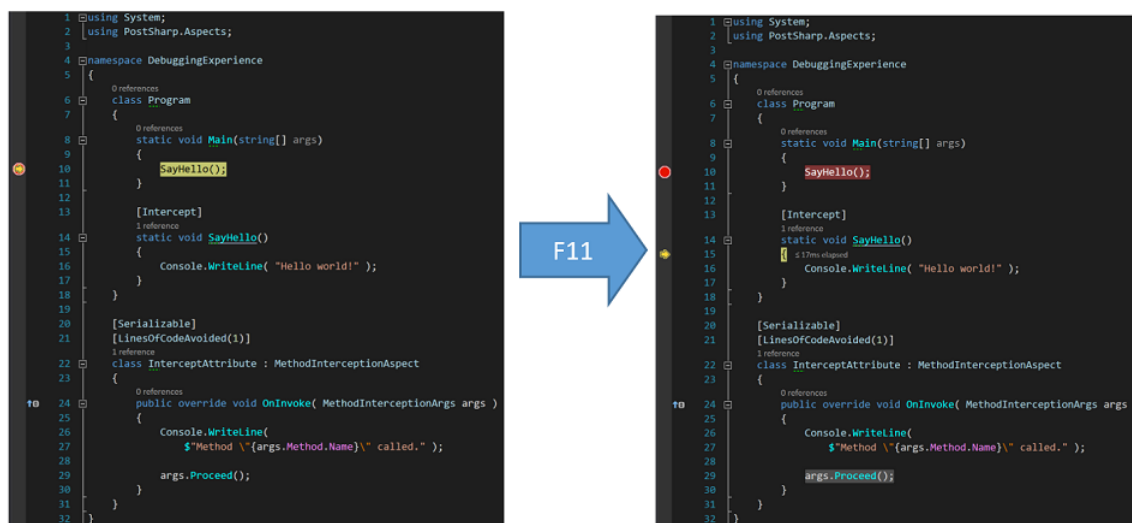 1 using System;
2 using PostSharp.Aspects;
3
4 namespace DebuggingExperience
5 {
0 references
6 class Program
7 {
0 references
8 static void Main(string[] args)
9 {
10 SayHello();
11 }
12
13 [Intercept]
1 reference
14 static void SayHello()
15 {
16 Console.WriteLine( "Hello world!" );
17 }
18 }
19
20 [Serializable]
21 [LinesOfCodeAvoided(1)]
1 reference
22 class InterceptAttribute : MethodInterceptionAspect
23 {
0 references
24 public override void OnInvoke( MethodInterceptionArgs args )
25 {
26 Console.WriteLine(
27 $"Method \"{args.Method.Name}\" called." );
28
29 args.Proceed();
30 }
31 }
32 }
F11
1 using System;
2 using PostSharp.Aspects;
3
4 namespace DebuggingExperience
5 {
0 references
6 class Program
7 {
0 references
8 static void Main(string[] args)
9 {
10 SayHello();
11 }
12
13 [Intercept]
1 reference
14 static void SayHello()
15 { ≤ 17ms elapsed
16 Console.WriteLine( "Hello world!" );
17 }
18 }
19
20 [Serializable]
21 [LinesOfCodeAvoided(1)]
1 reference
22 class InterceptAttribute : MethodInterceptionAspect
23 {
0 references
24 public override void OnInvoke( MethodInterceptionArgs args
25 {
26 Console.WriteLine(
27 $"Method \"{args.Method.Name}\" called." );
28
29 args.Proceed();
30 }
31 }
32 }